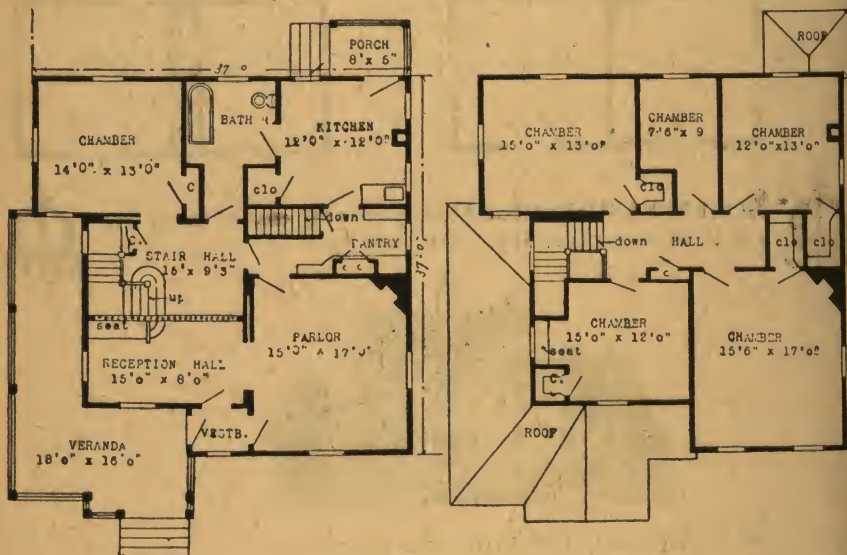 PORCH
8' x 5"
37' 0
CHAMBER
14'0" x 13'0"
BATH
KITCHEN
12'0" x 12'0"
C
clo
down
PANTRY
C.
STAIR HALL
9'3"
c c
up
seat
PARLOR
RECEPTION HALL
15'0" x 8'0"
VESTB.
VERANDA
18'0" x 16'0"
37'0"
ROOF
CHAMBER
15'0" x 13'0"
CHAMBER
7'6" x 9
CHAMBER
12'0"x13'0"
clo
down
HALL
clo
clo
c
CHAMBER
15'0" x 12'0"
seat
C.
CHAMBER
15'6" x 17'0"
ROOF